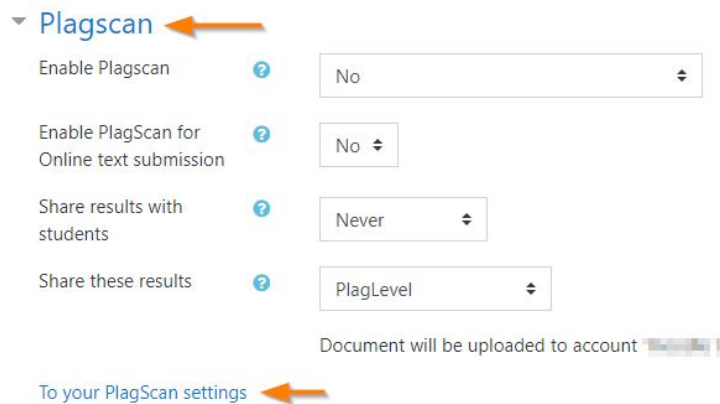 Plagscan
Enable Plagscan
No
Enable PlagScan for
Online text submission
No
Share results with
students
Never
Share these results
PlagLevel
Document will be uploaded to account
To your PlagScan settings